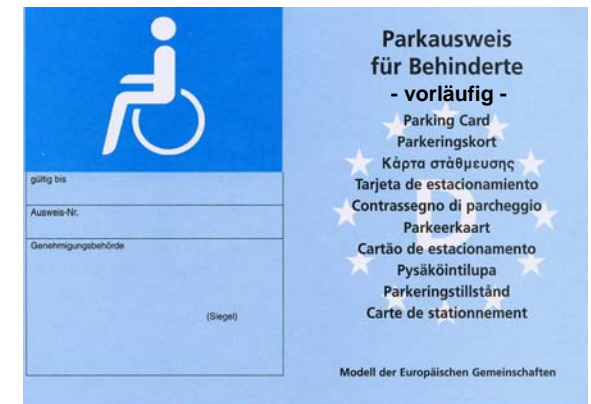 gültig bis
Ausweis-Nr.
Genehmigungsbehörde
(Siegel)
Parkausweis
für Behinderte
- vorläufig -
Parking Card
Parkeringskort
Κάρτα στὰθμευσης
Tarjeta de estacionamiento
Contrassegno di parcheggio
Parkeerkaart
Cartão de estacionamento
Pysäköintilupa
Parkeringstillstånd
Carte de stationnement
D
Modell der Europäischen Gemeinschaften